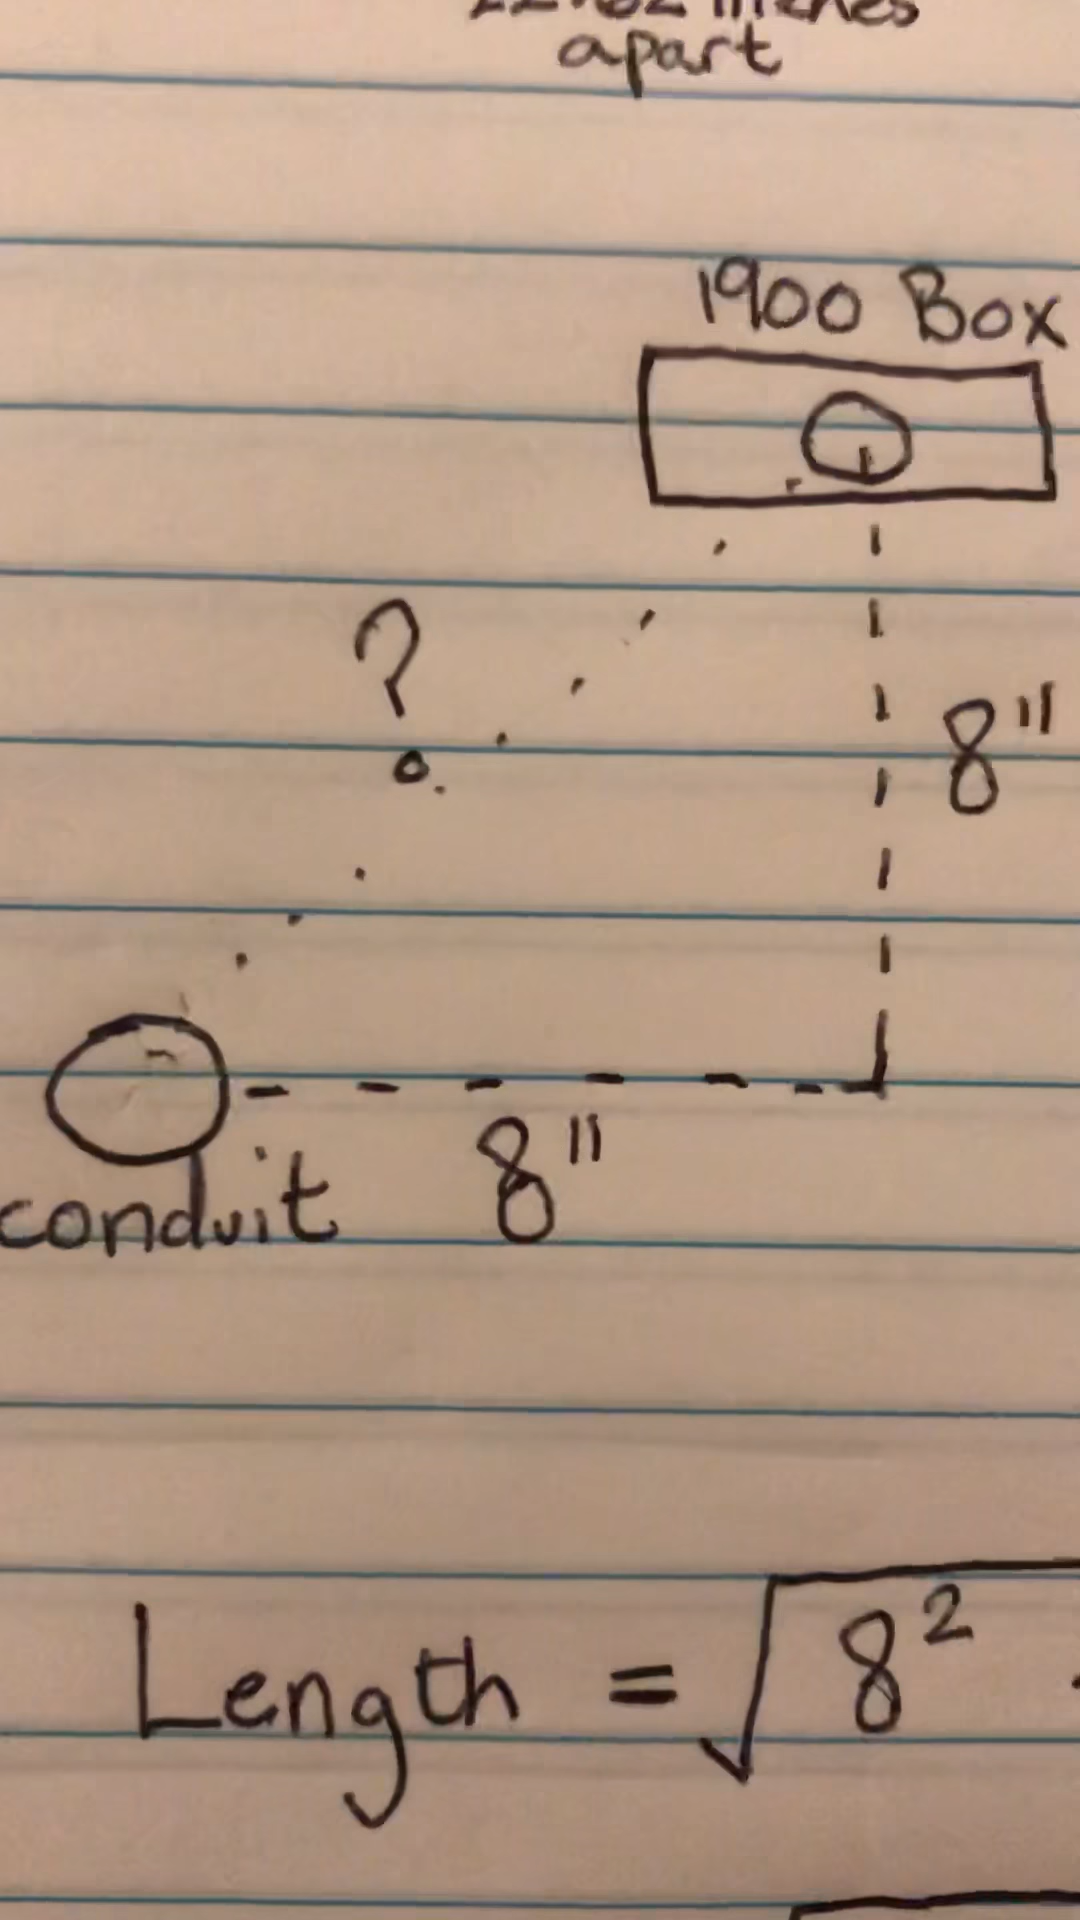 apart
1900 Box
?
8"
8"
conduit
Length = √8²